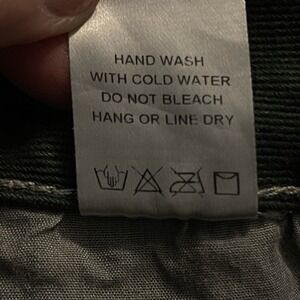 HAND WASH
WITH COLD WATER
DO NOT BLEACH
HANG OR LINE DRY